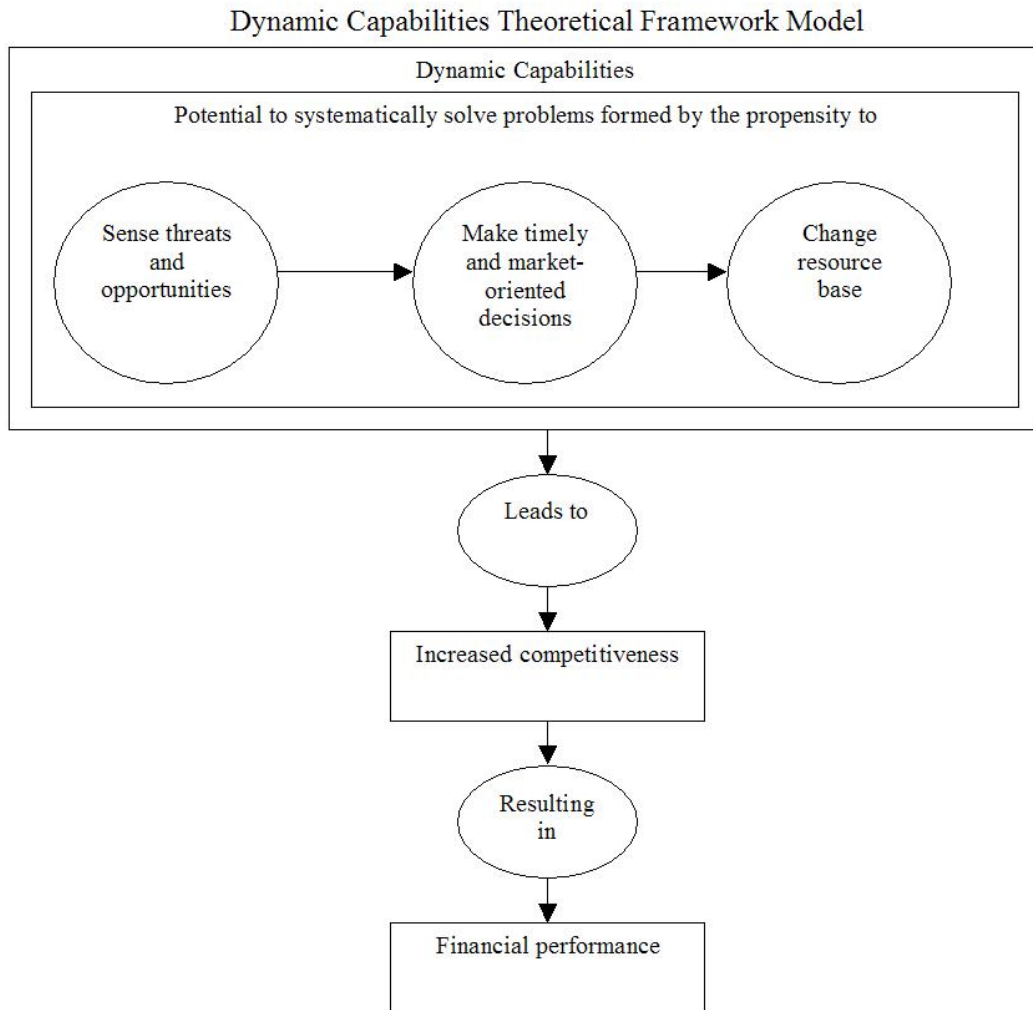 Dynamic Capabilities Theoretical Framework Model
Dynamic Capabilities
Potential to systematically solve problems formed by the propensity to
Sense threats
and
opportunities
Make timely
and market-
oriented
decisions
Change
resource
base
Leads to
Increased competitiveness
Resulting
in
Financial performance